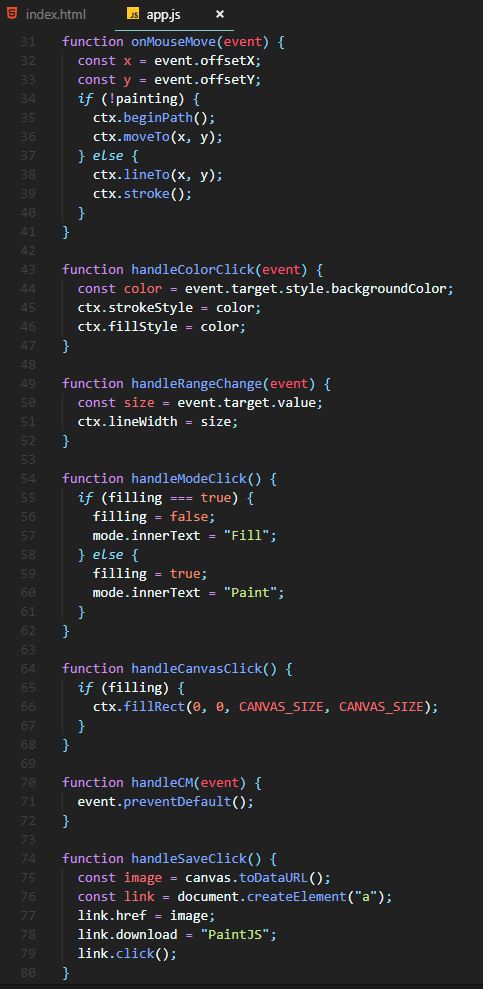 index.html
JS app.js ×
31 function onMouseMove(event) {
32 const x = event.offsetX;
33 const y = event.offsetY;
34 if (!painting) {
35 ctx.beginPath();
36 ctx.moveTo(x, y);
37 } else {
38 ctx.lineTo(x, y);
39 ctx.stroke();
40 }
41 }
42
43 function handleColorClick(event) {
44 const color = event.target.style.backgroundColor;
45 ctx.strokeStyle = color;
46 ctx.fillStyle = color;
47 }
48
49 function handleRangeChange(event) {
50 const size = event.target.value;
51 ctx.lineWidth = size;
52 }
53
54 function handleModeClick() {
55 if (filling === true) {
56 filling = false;
57 mode.innerText = "Fill";
58 } else {
59 filling = true;
60 mode.innerText = "Paint";
61 }
62 }
63
64 function handleCanvasClick() {
65 if (filling) {
66 ctx.fillRect(0, 0, CANVAS_SIZE, CANVAS_SIZE);
67 }
68 }
69
70 function handleCM(event) {
71 event.preventDefault();
72 }
73
74 function handleSaveClick() {
75 const image = canvas.toDataURL();
76 const link = document.createElement("a");
77 link.href = image;
78 link.download = "PaintJS";
79 link.click();
80 }